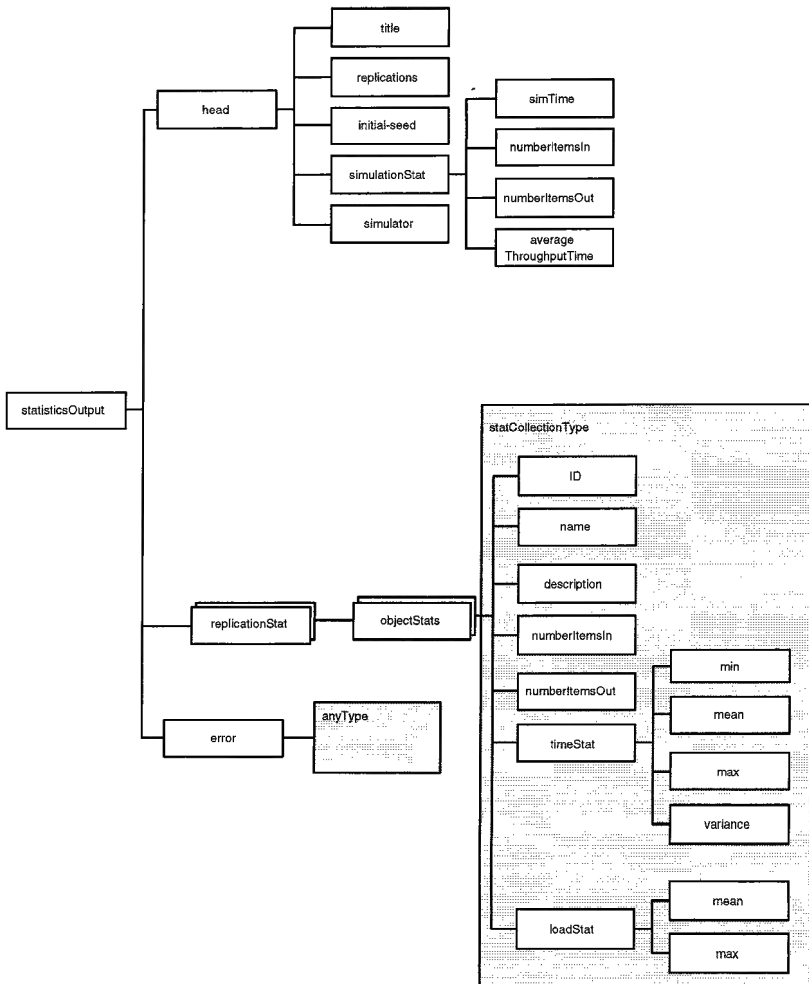 title
replications
head
initial-seed
simulationStat
simulator
simTime
numberItemsIn
numberItemsOut
average
ThroughputTime
statisticsOutput
statCollectionType
ID
name
description
replicationStat
objectStats
numberItemsIn
numberItemsOut
error
anyType
timeStat
min
mean
max
variance
loadStat
mean
max